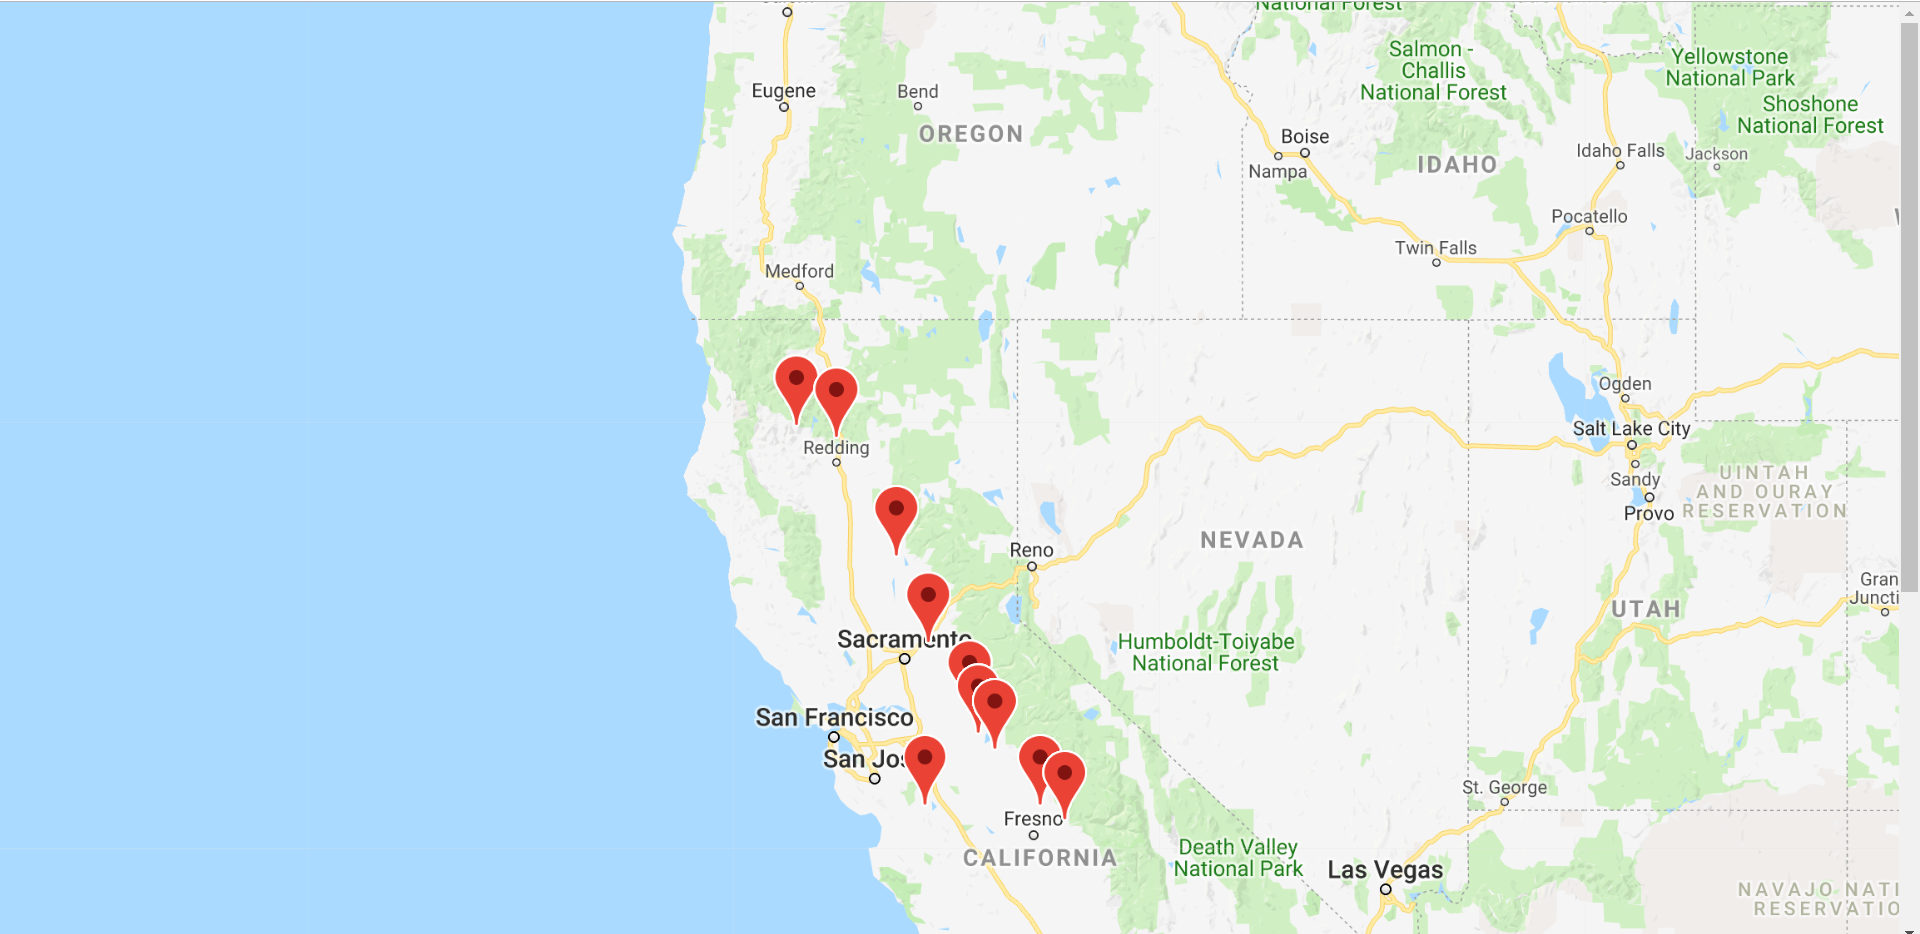 National Forest
Salmon -
Challis
National Forest
Yellowstone
National Park
Shoshone
National Forest
Eugene
Bend
OREGON
Boise
Nampa
IDAHO
Idaho Falls
Jackson
Pocatello
Twin Falls
Medford
Ogden
Salt Lake City
Sandy
Provo
UINTAH
AND OURAY
RESERVATION
Redding
Reno
NEVADA
Gran
Juncti
UTAH
Sacramento
Humboldt-Toiyabe
National Forest
San Francisco
San Jos
St. George
Fresno
CALIFORNIA
Death Valley
National Park
Las Vegas
NAVAJO NATI
RESERVATIO